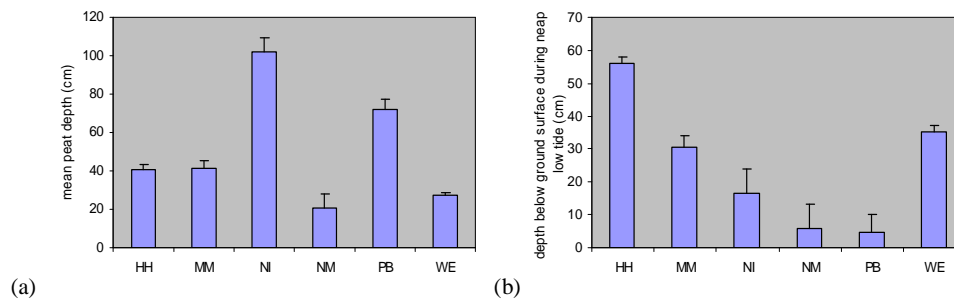 mean peat depth (cm)
120
100
80
60
40
20
0
HH MM NI NM PB WE
(a)
depth below ground surface during neap
low tide (cm)
70
60
50
40
30
20
10
0
HH MM NI NM PB WE
(b)